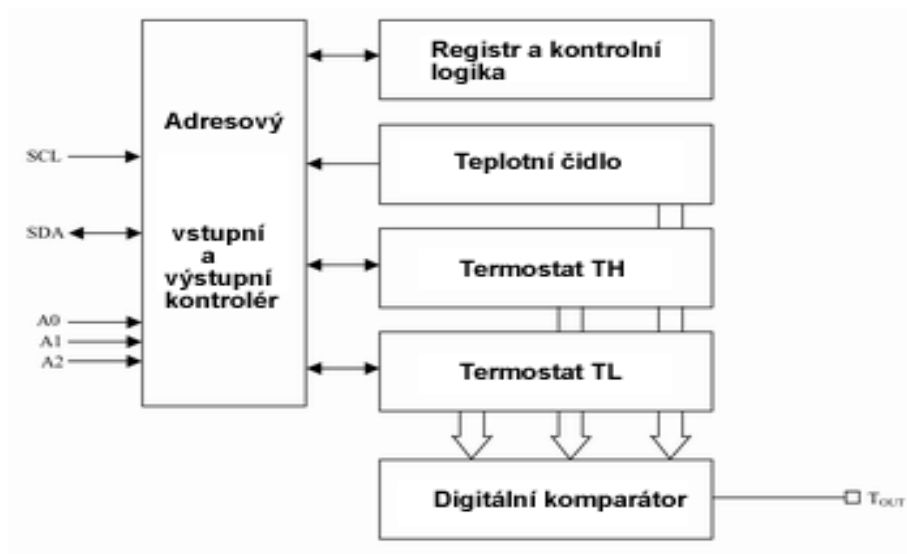 Registr a kontrolní
logika
Adresový
SCL
Teplotní čidlo
SDA
vstupní
a
výstupní
kontrolér
Termostat TH
A0
A1
A2
Termostat TL
Digitální komparátor
TOUT